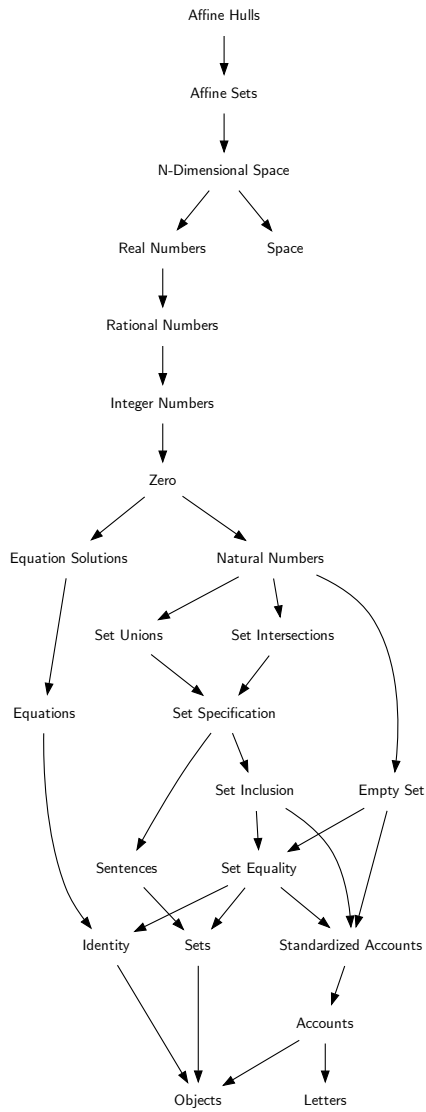 Affine Hulls
Affine Sets
N-Dimensional Space
Real Numbers
Space
Rational Numbers
Integer Numbers
Zero
Equation Solutions
Natural Numbers
Set Unions
Set Intersections
Equations
Set Specification
Set Inclusion
Empty Set
Sentences
Set Equality
Identity
Sets
Standardized Accounts
Accounts
Objects
Letters